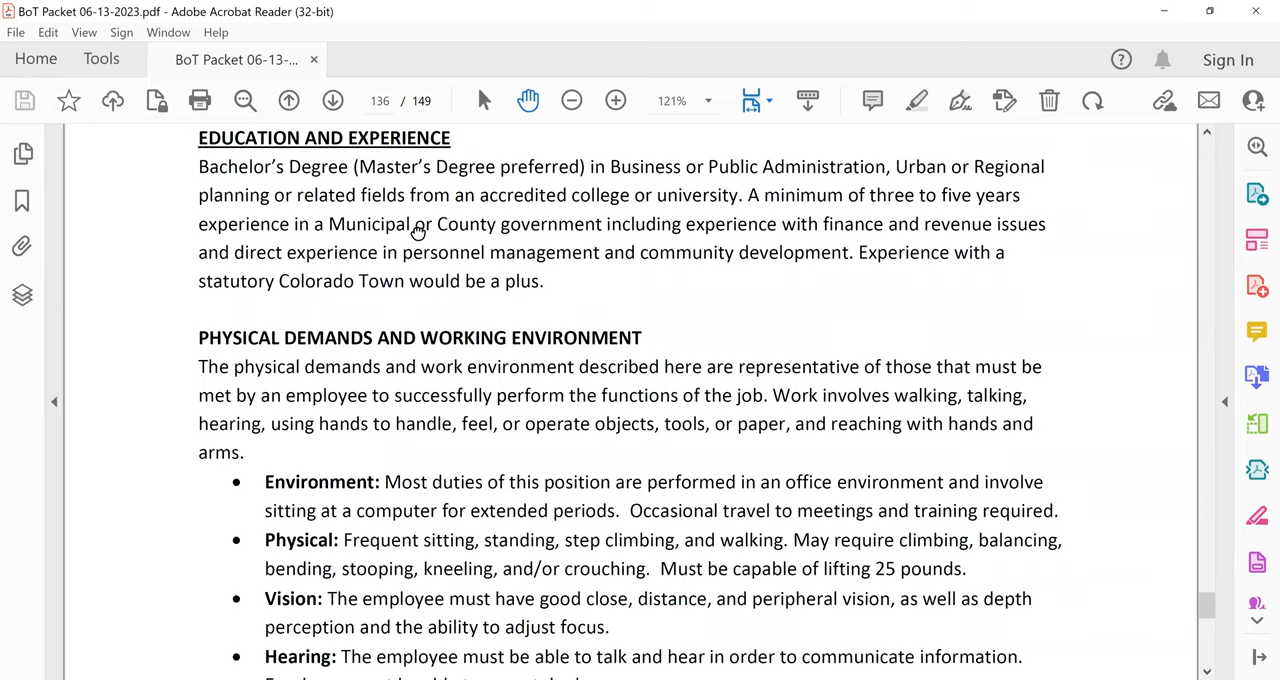 BoT Packet 06-13-2023.pdf - Adobe Acrobat Reader (32-bit)
File Edit View Sign Window Help
Home Tools BoT Packet 06-13-... × Sign In
136 / 149 121%
EDUCATION AND EXPERIENCE
Bachelor’s Degree (Master’s Degree preferred) in Business or Public Administration, Urban or Regional
planning or related fields from an accredited college or university. A minimum of three to five years
experience in a Municipal or County government including experience with finance and revenue issues
and direct experience in personnel management and community development. Experience with a
statutory Colorado Town would be a plus.
PHYSICAL DEMANDS AND WORKING ENVIRONMENT
The physical demands and work environment described here are representative of those that must be
met by an employee to successfully perform the functions of the job. Work involves walking, talking,
hearing, using hands to handle, feel, or operate objects, tools, or paper, and reaching with hands and
arms.
• Environment: Most duties of this position are performed in an office environment and involve
sitting at a computer for extended periods. Occasional travel to meetings and training required.
• Physical: Frequent sitting, standing, step climbing, and walking. May require climbing, balancing,
bending, stooping, kneeling, and/or crouching. Must be capable of lifting 25 pounds.
• Vision: The employee must have good close, distance, and peripheral vision, as well as depth
perception and the ability to adjust focus.
• Hearing: The employee must be able to talk and hear in order to communicate information.